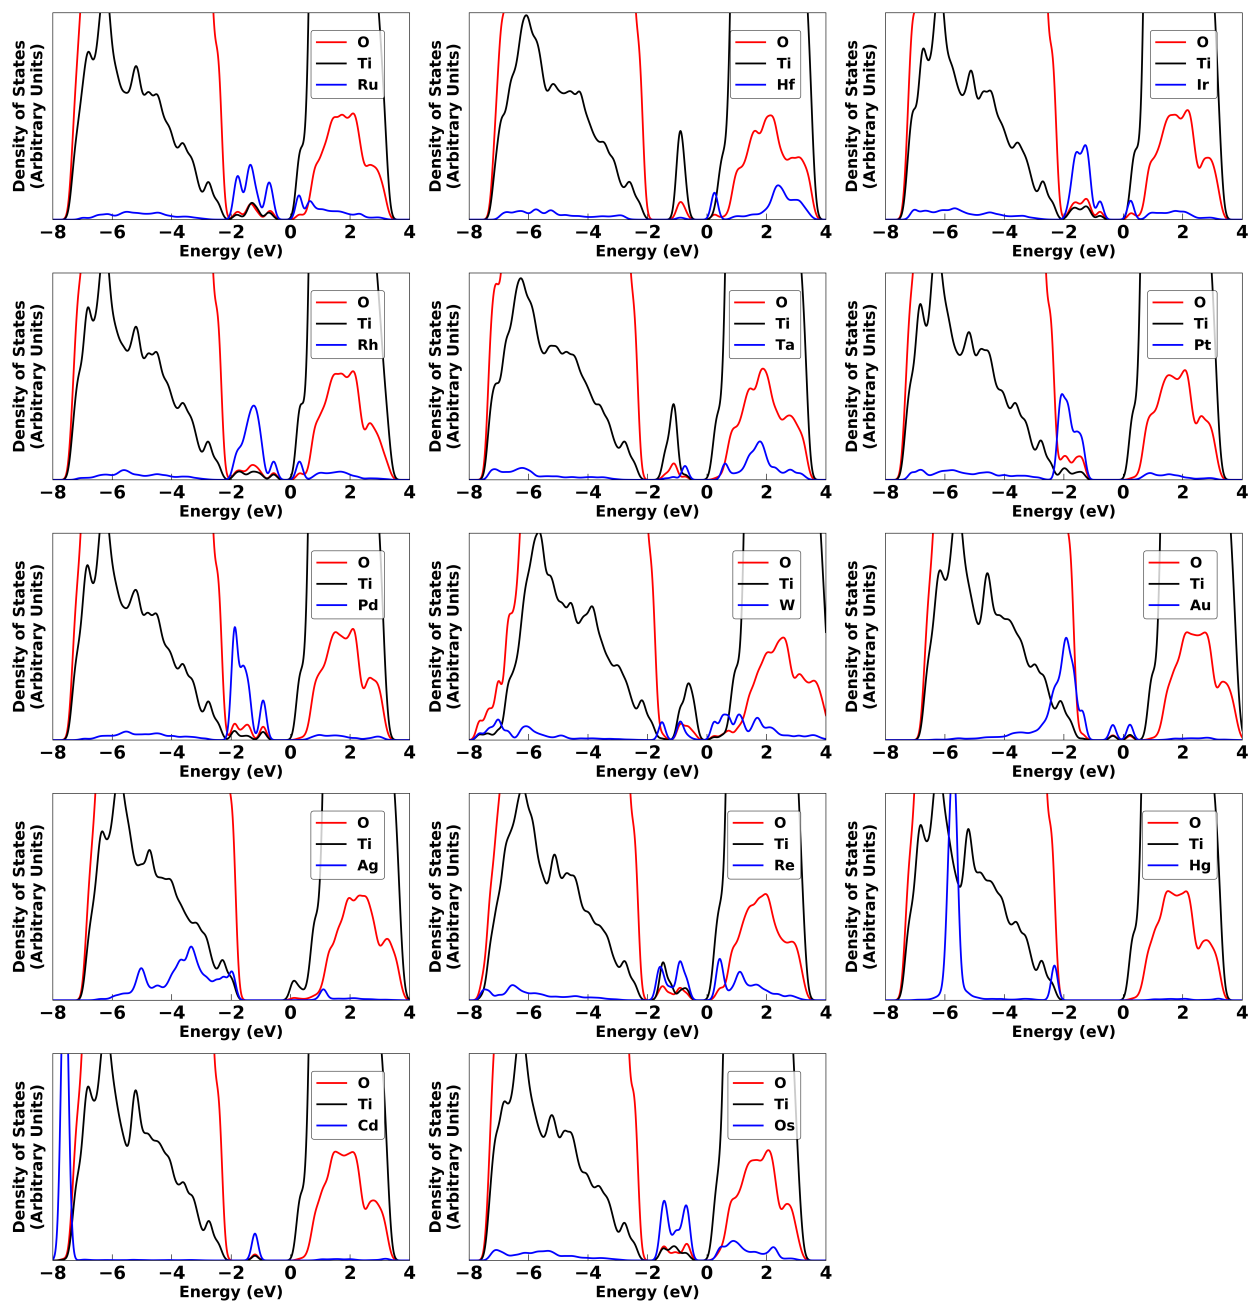 Density of States
(Arbitrary Units)
O
Ti
Ru
−8 −6 −4 −2 0 2 4
Energy (eV)
Density of States
(Arbitrary Units)
O
Ti
Hf
−8 −6 −4 −2 0 2 4
Energy (eV)
Density of States
(Arbitrary Units)
O
Ti
Ir
−8 −6 −4 −2 0 2 4
Energy (eV)
Density of States
(Arbitrary Units)
O
Ti
Rh
−8 −6 −4 −2 0 2 4
Energy (eV)
Density of States
(Arbitrary Units)
O
Ti
Ta
−8 −6 −4 −2 0 2 4
Energy (eV)
Density of States
(Arbitrary Units)
O
Ti
Pt
−8 −6 −4 −2 0 2 4
Energy (eV)
Density of States
(Arbitrary Units)
O
Ti
Pd
−8 −6 −4 −2 0 2 4
Energy (eV)
Density of States
(Arbitrary Units)
O
Ti
W
−8 −6 −4 −2 0 2 4
Energy (eV)
Density of States
(Arbitrary Units)
O
Ti
Au
−8 −6 −4 −2 0 2 4
Energy (eV)
Density of States
(Arbitrary Units)
O
Ti
Ag
−8 −6 −4 −2 0 2 4
Energy (eV)
Density of States
(Arbitrary Units)
O
Ti
Re
−8 −6 −4 −2 0 2 4
Energy (eV)
Density of States
(Arbitrary Units)
O
Ti
Hg
−8 −6 −4 −2 0 2 4
Energy (eV)
Density of States
(Arbitrary Units)
O
Ti
Cd
−8 −6 −4 −2 0 2 4
Energy (eV)
Density of States
(Arbitrary Units)
O
Ti
Os
−8 −6 −4 −2 0 2 4
Energy (eV)